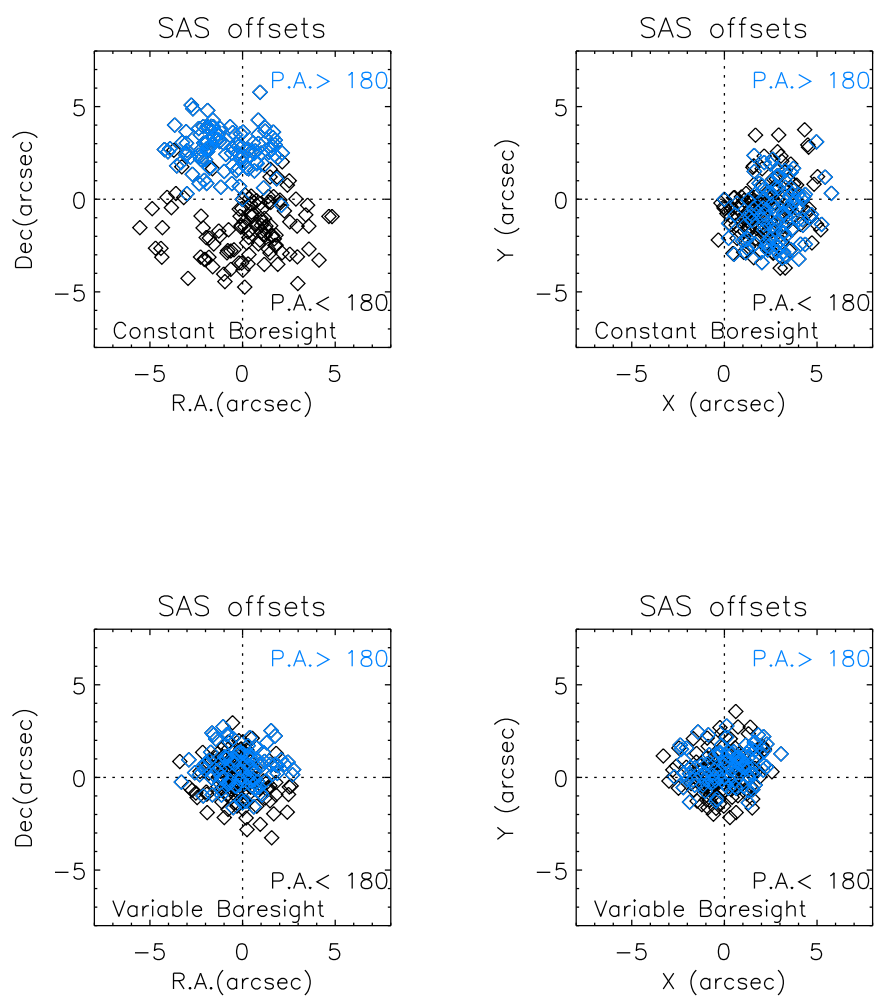 SAS offsets
P.A.> 180
5
0
−5
Dec(arcsec)
P.A.< 180
Constant Boresight
−5 0 5
R.A.(arcsec)
SAS offsets
P.A.> 180
5
0
−5
Y (arcsec)
P.A.< 180
Constant Boresight
−5 0 5
X (arcsec)
SAS offsets
P.A.> 180
5
0
−5
Dec(arcsec)
P.A.< 180
Variable Boresight
−5 0 5
R.A.(arcsec)
SAS offsets
P.A.> 180
5
0
−5
Y (arcsec)
P.A.< 180
Variable Boresight
−5 0 5
X (arcsec)